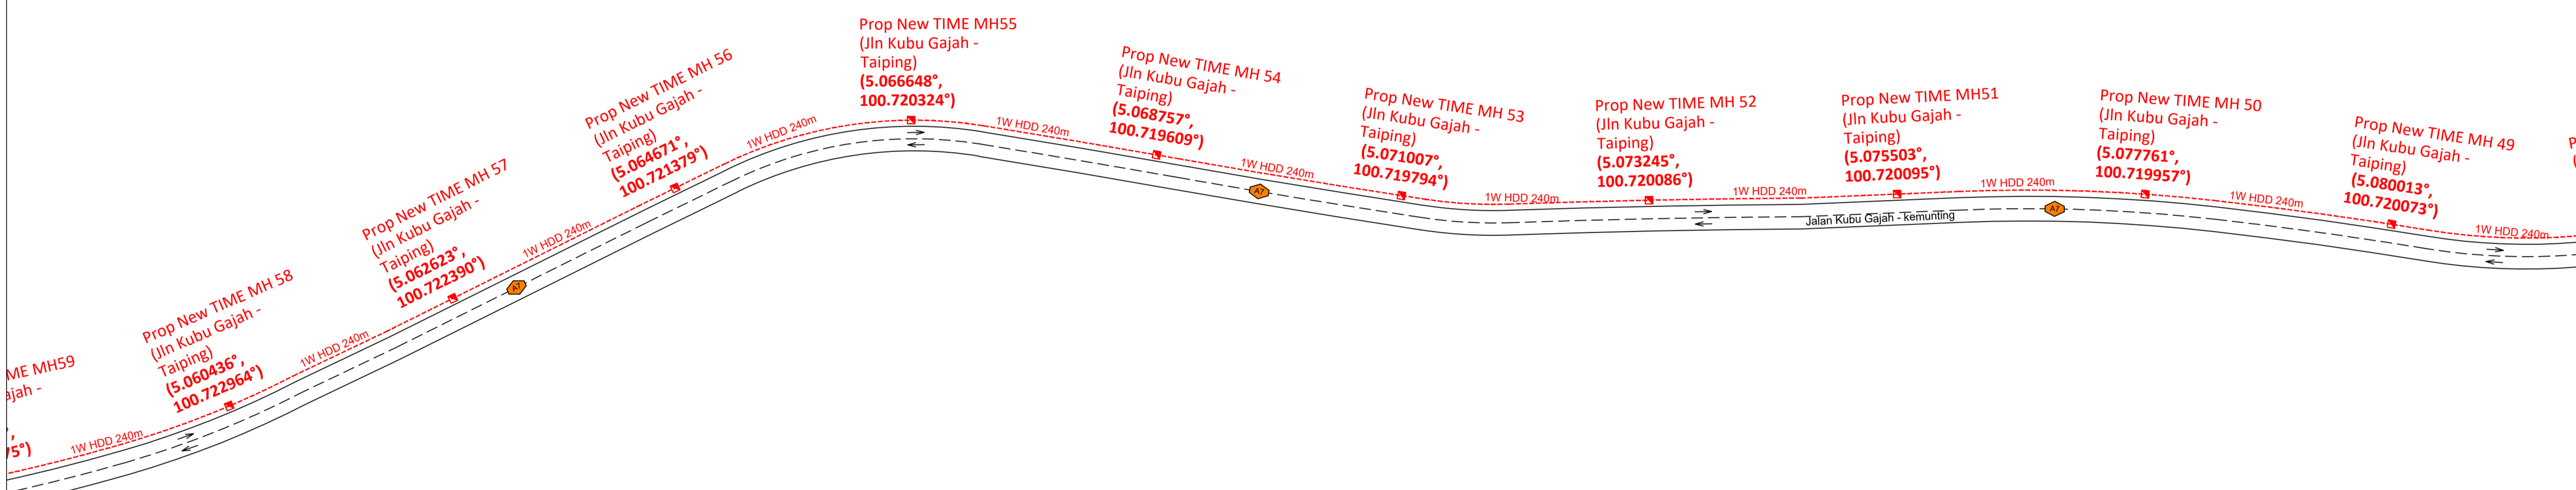 ME MH59
ajah -
75°)
1W HDD 240m
Prop New TIME MH 58
(Jln Kubu Gajah -
Taiping)
(5.060436°,
100.722964°)
1W HDD 240m
Prop New TIME MH 57
(Jln Kubu Gajah -
Taiping)
(5.062623°,
100.722390°)
A7
1W HDD 240m
Prop New TIME MH 56
(Jln Kubu Gajah -
Taiping)
(5.064671°,
100.721379°)
1W HDD 240m
Prop New TIME MH55
(Jln Kubu Gajah -
Taiping)
(5.066648°,
100.720324°)
1W HDD 240m
Prop New TIME MH 54
(Jln Kubu Gajah -
Taiping)
(5.068757°,
100.719609°)
1W HDD 240m
A7
Prop New TIME MH 53
(Jln Kubu Gajah -
Taiping)
(5.071007°,
100.719794°)
1W HDD 240m
Prop New TIME MH 52
(Jln Kubu Gajah -
Taiping)
(5.073245°,
100.720086°)
1W HDD 240m
Jalan Kubu Gajah - kemunting
Prop New TIME MH51
(Jln Kubu Gajah -
Taiping)
(5.075503°,
100.720095°)
1W HDD 240m
A7
Prop New TIME MH 50
(Jln Kubu Gajah -
Taiping)
(5.077761°,
100.719957°)
1W HDD 240m
Prop New TIME MH 49
(Jln Kubu Gajah -
Taiping)
(5.080013°,
100.720073°)
1W HDD 240m